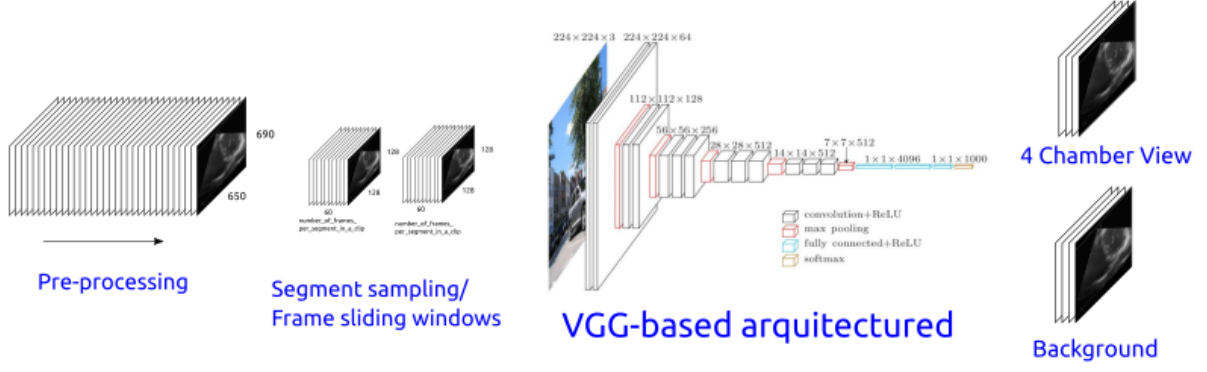 690
650
Pre-processing
128
128
60
number_of_frames_
per_segment_in_a_clip
128
128
60
number_of_frames_
per_segment_in_a_clip
Segment sampling/
Frame sliding windows
224×224×3
224×224×64
112×112×128
56×56×256
28×28×512
14×14×512
7×7×512
1×1×4096
1×1×1000
convolution+ReLU
max pooling
fully connected+ReLU
softmax
VGG-based arquitectured
4 Chamber View
Background